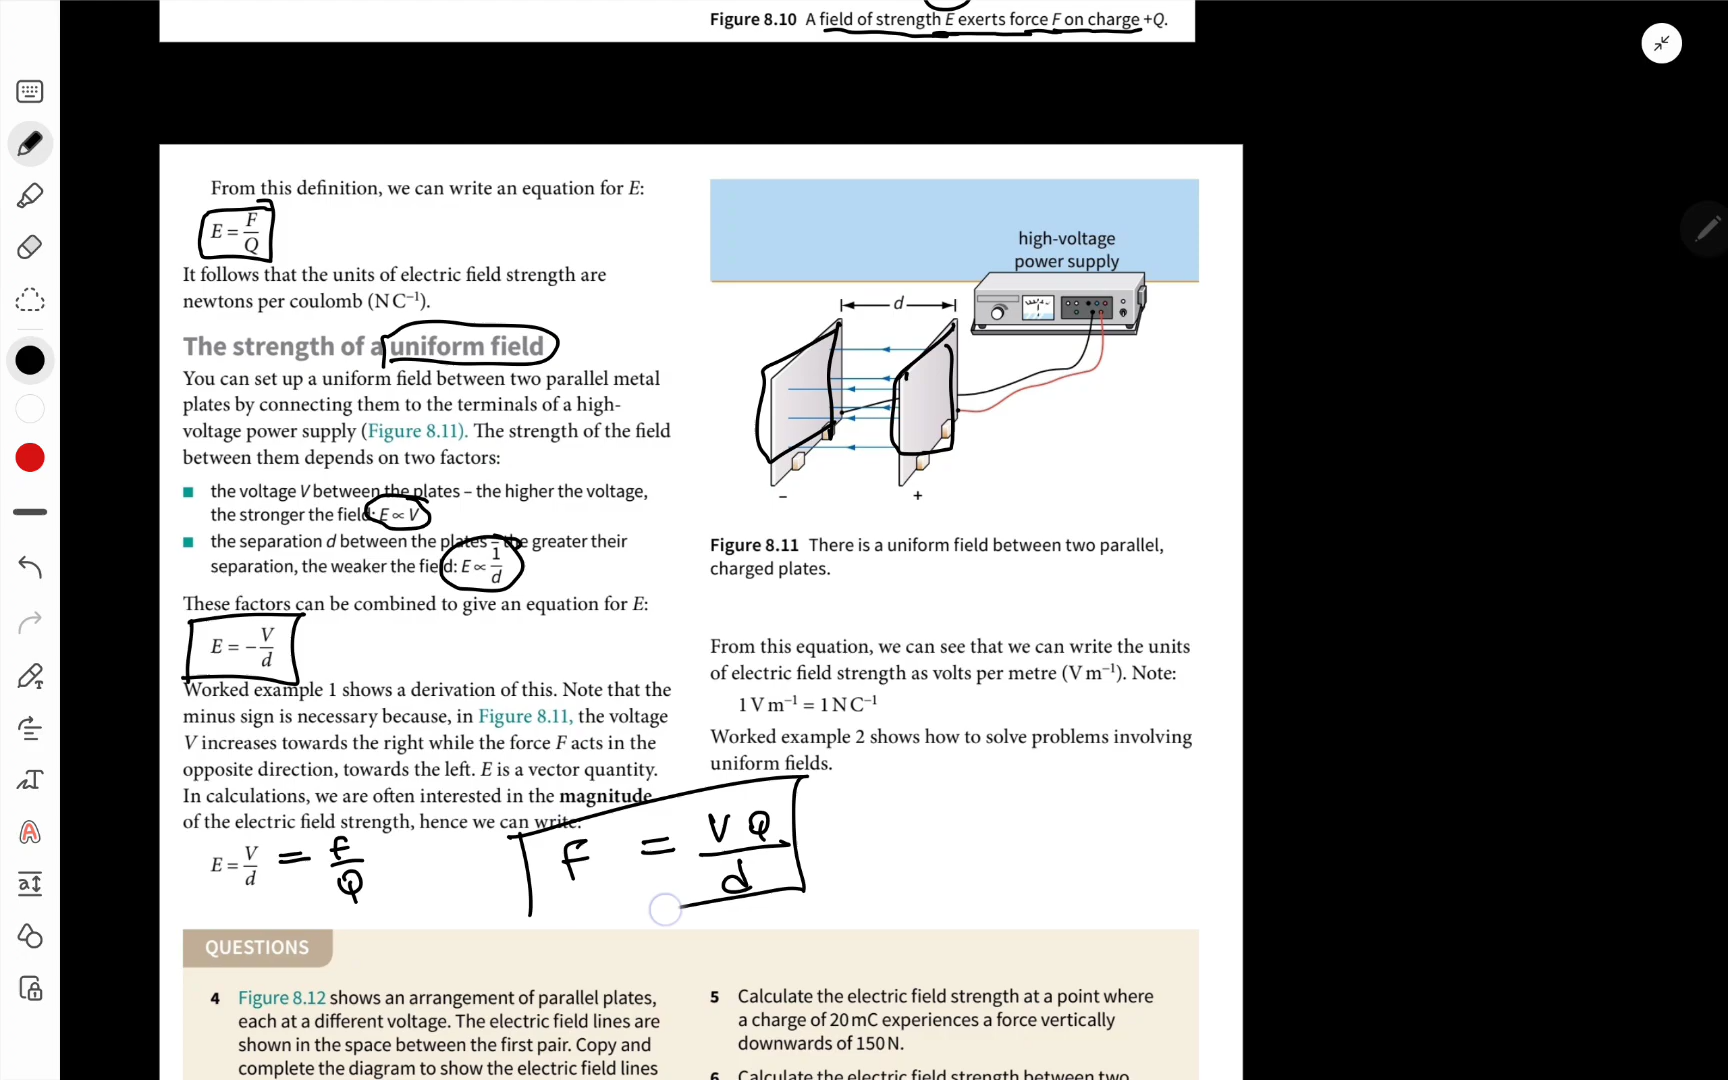 Figure 8.10 A field of strength E exerts force F on charge +Q.
From this definition, we can write an equation for E:
E = F/Q
It follows that the units of electric field strength are
newtons per coulomb (N C⁻¹).
The strength of a uniform field
You can set up a uniform field between two parallel metal
plates by connecting them to the terminals of a high-
voltage power supply (Figure 8.11). The strength of the field
between them depends on two factors:
■ the voltage V between the plates – the higher the voltage,
the stronger the field: E ∝ V
■ the separation d between the plates – the greater their
separation, the weaker the field: E ∝ 1/d
These factors can be combined to give an equation for E:
E = −V/d
Worked example 1 shows a derivation of this. Note that the
minus sign is necessary because, in Figure 8.11, the voltage
V increases towards the right while the force F acts in the
opposite direction, towards the left. E is a vector quantity.
In calculations, we are often interested in the magnitude
of the electric field strength, hence we can write:
E = V/d = F/Q
F = VQ/d
high-voltage
power supply
d
–
+
Figure 8.11 There is a uniform field between two parallel,
charged plates.
From this equation, we can see that we can write the units
of electric field strength as volts per metre (V m⁻¹). Note:
1 V m⁻¹ = 1 N C⁻¹
Worked example 2 shows how to solve problems involving
uniform fields.
QUESTIONS
4 Figure 8.12 shows an arrangement of parallel plates,
each at a different voltage. The electric field lines are
shown in the space between the first pair. Copy and
complete the diagram to show the electric field lines
5 Calculate the electric field strength at a point where
a charge of 20 mC experiences a force vertically
downwards of 150 N.
6 Calculate the electric field strength between two